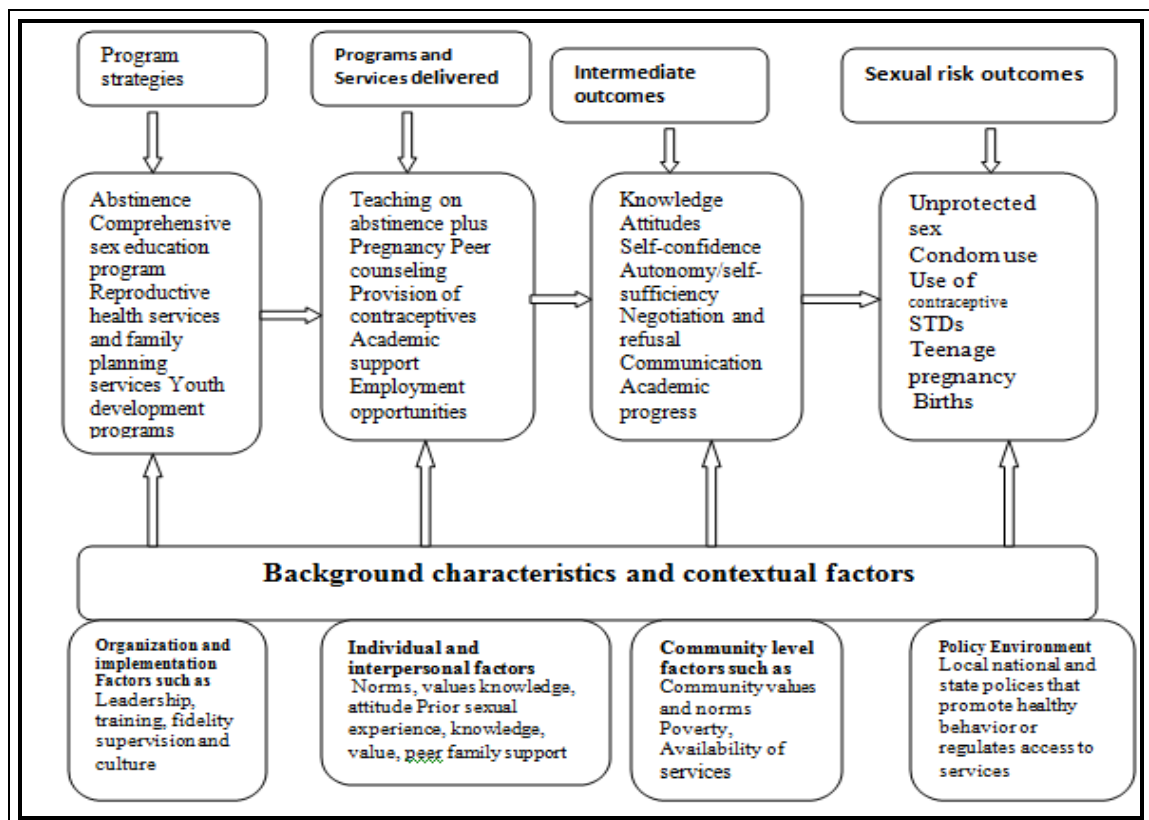 Program
strategies
Programs and
Services delivered
Intermediate
outcomes
Sexual risk outcomes
Abstinence
Comprehensive
sex education
program
Reproductive
health services
and family
planning
services Youth
development
programs
Teaching on
abstinence plus
Pregnancy Peer
counseling
Provision of
contraceptives
Academic
support
Employment
opportunities
Knowledge
Attitudes
Self-confidence
Autonomy/self-
sufficiency
Negotiation and
refusal
Communication
Academic
progress
Unprotected
sex
Condom use
Use of
contraceptive
STDs
Teenage
pregnancy
Births
Background characteristics and contextual factors
Organization and
implementation
Factors such as
Leadership,
training, fidelity
supervision and
culture
Individual and
interpersonal factors
Norms, values knowledge,
attitude Prior sexual
experience, knowledge,
value, peer family support
Community level
factors such as
Community values
and norms
Poverty,
Availability of
services
Policy Environment
Local national and
state polices that
promote healthy
behavior or
regulates access to
services